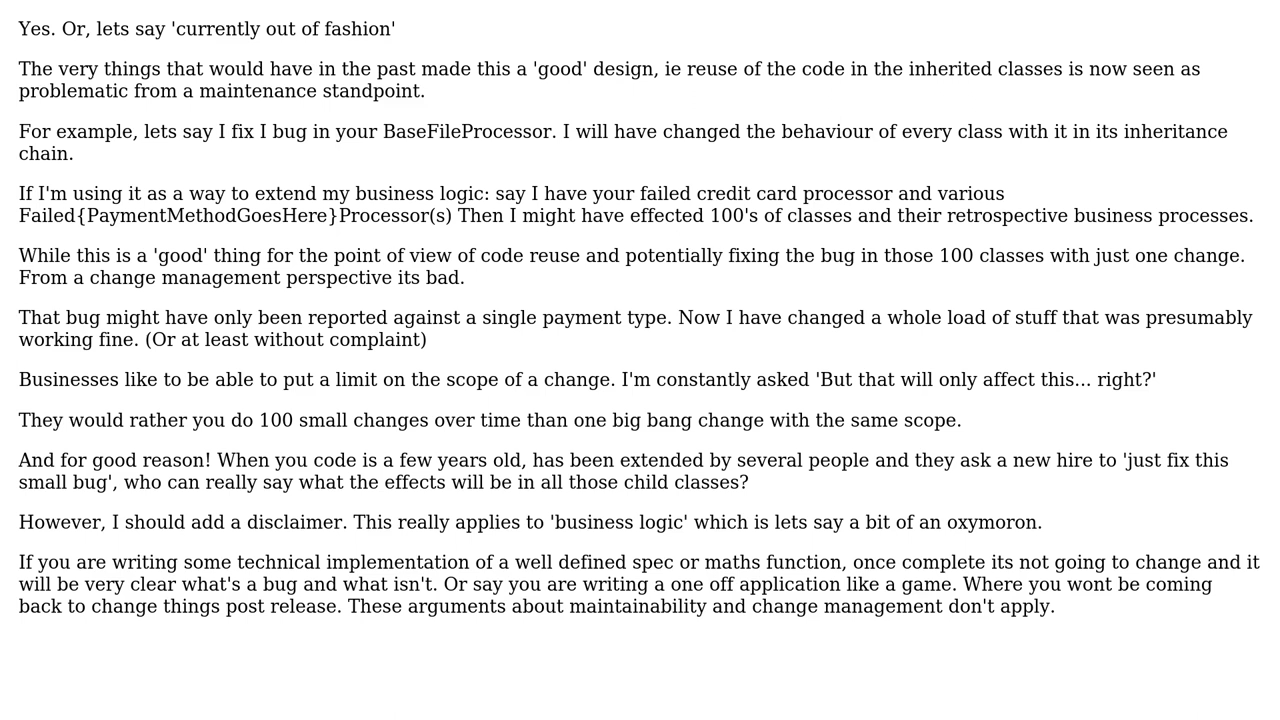 Yes. Or, lets say 'currently out of fashion'
The very things that would have in the past made this a 'good' design, ie reuse of the code in the inherited classes is now seen as
problematic from a maintenance standpoint.
For example, lets say I fix I bug in your BaseFileProcessor. I will have changed the behaviour of every class with it in its inheritance
chain.
If I'm using it as a way to extend my business logic: say I have your failed credit card processor and various
Failed{PaymentMethodGoesHere}Processor(s) Then I might have effected 100's of classes and their retrospective business processes.
While this is a 'good' thing for the point of view of code reuse and potentially fixing the bug in those 100 classes with just one change.
From a change management perspective its bad.
That bug might have only been reported against a single payment type. Now I have changed a whole load of stuff that was presumably
working fine. (Or at least without complaint)
Businesses like to be able to put a limit on the scope of a change. I'm constantly asked 'But that will only affect this... right?'
They would rather you do 100 small changes over time than one big bang change with the same scope.
And for good reason! When you code is a few years old, has been extended by several people and they ask a new hire to 'just fix this
small bug', who can really say what the effects will be in all those child classes?
However, I should add a disclaimer. This really applies to 'business logic' which is lets say a bit of an oxymoron.
If you are writing some technical implementation of a well defined spec or maths function, once complete its not going to change and it
will be very clear what's a bug and what isn't. Or say you are writing a one off application like a game. Where you wont be coming
back to change things post release. These arguments about maintainability and change management don't apply.